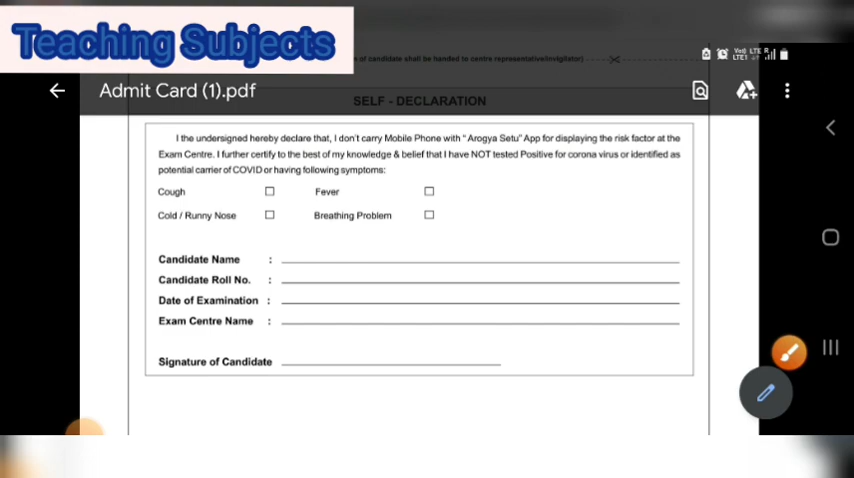 Teaching Subjects
of candidate shall be handed to centre representative/invigilator)
Vo) LTE R
LTE1
Admit Card (1).pdf
SELF - DECLARATION
I the undersigned hereby declare that, I don't carry Mobile Phone with " Arogya Setu" App for displaying the risk factor at the
Exam Centre. I further certify to the best of my knowledge & belief that I have NOT tested Positive for corona virus or identified as
potential carrier of COVID or having following symptoms:
Cough Fever
Cold / Runny Nose Breathing Problem
Candidate Name :
Candidate Roll No. :
Date of Examination :
Exam Centre Name :
Signature of Candidate